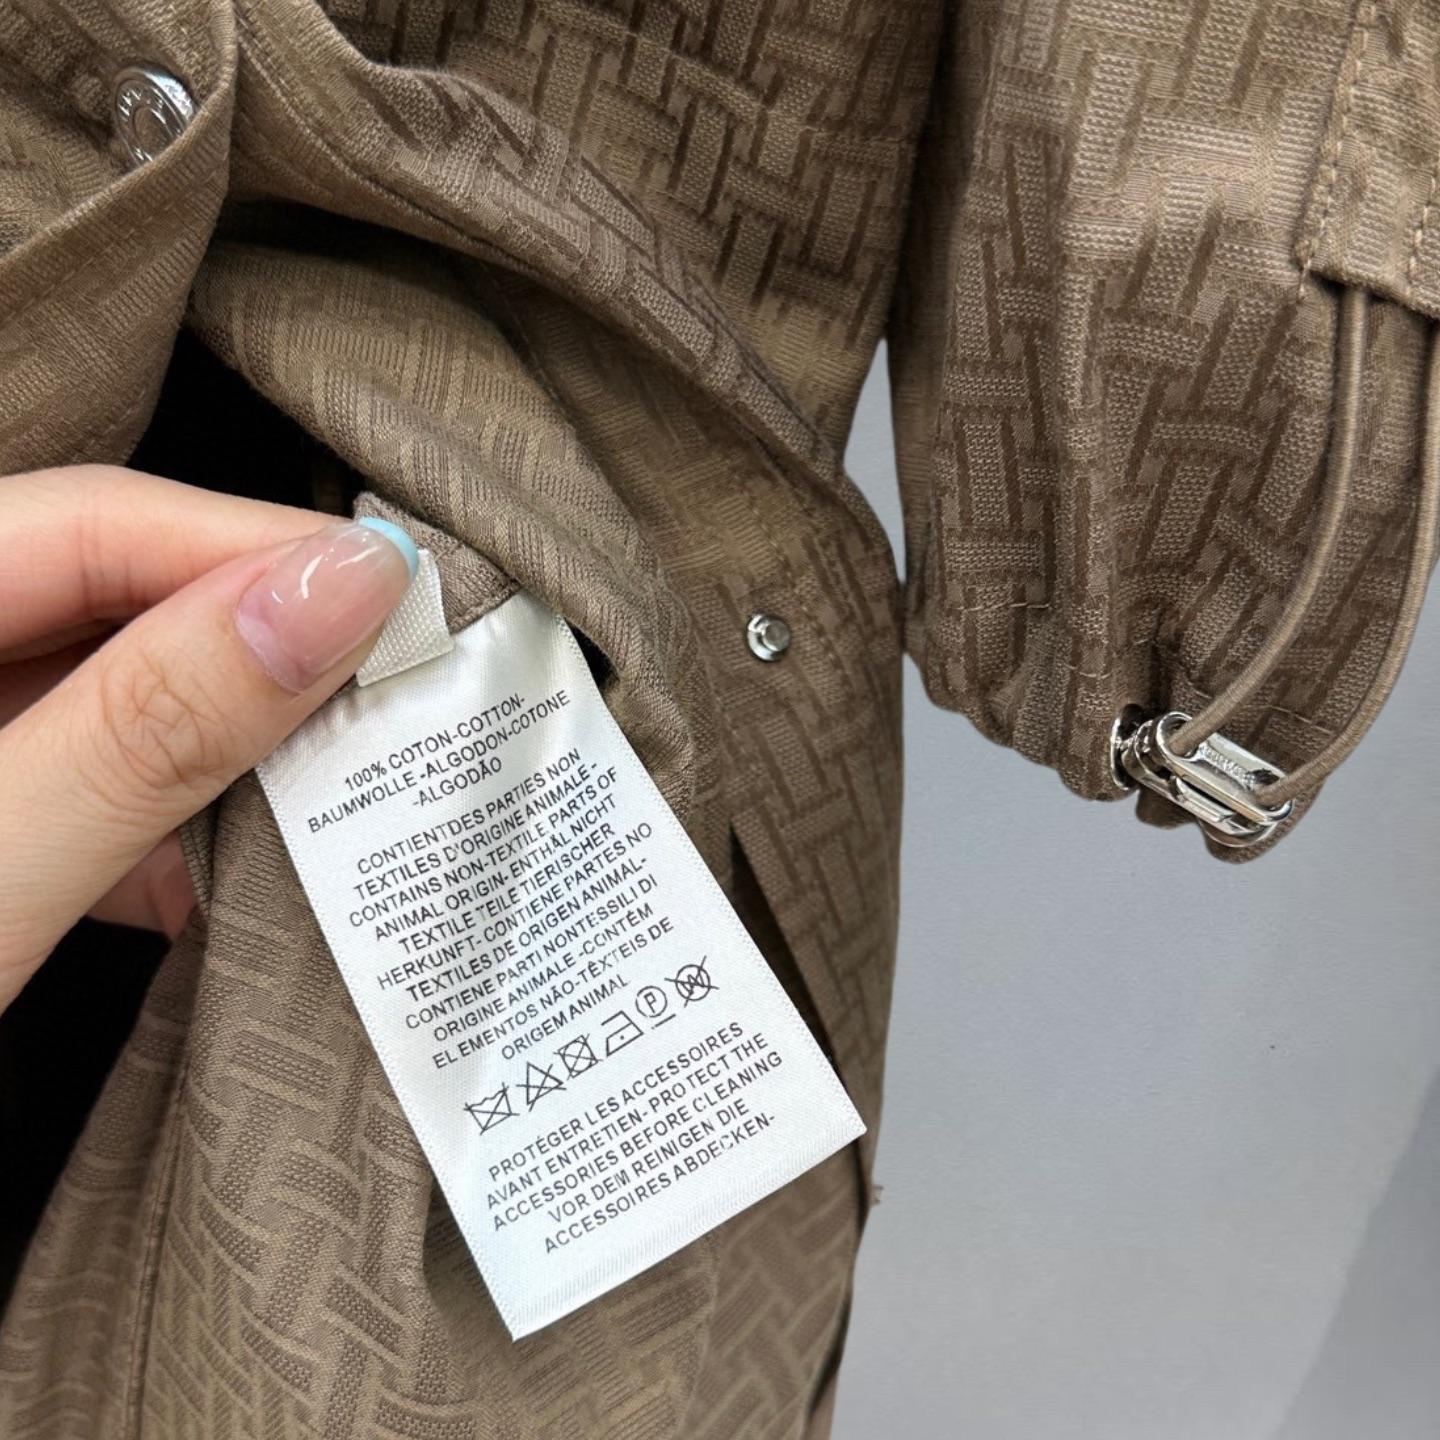 100% COTON-COTTON-
BAUMWOLLE -ALGODON-COTONE
-ALGODÃO
CONTIENTDES PARTIES NON
TEXTILES D'ORIGINE ANIMALE -
CONTAINS NON-TEXTILE PARTS OF
ANIMAL ORIGIN- ENTHÄL NICHT
TEXTILE TEILE TIERISCHER
HERKUNFT- CONTIENE PARTES NO
TEXTILES DE ORIGEN ANIMAL-
CONTIENE PARTI NONTESSILI DI
ORIGINE ANIMALE -CONTÉM
ELEMENTOS NÃO-TÊXTEIS DE
ORIGEM ANIMAL
P W
PROTÉGER LES ACCESSOIRES
AVANT ENTRETIEN- PROTECT THE
ACCESSORIES BEFORE CLEANING
VOR DEM REINIGEN DIE
ACCESSOIRES ABDECKEN-